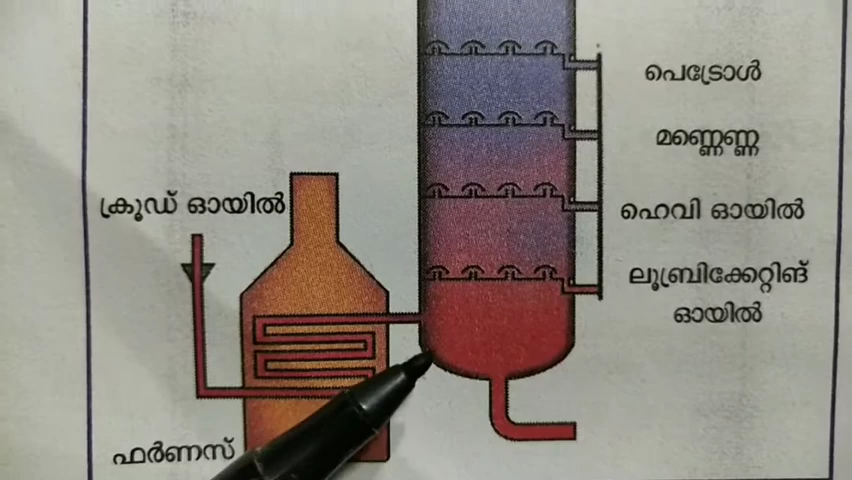 പെട്രോൾ
മണ്ണെണ്ണ
ക്രൂഡ് ഓയിൽ
ഹെവി ഓയിൽ
ലൂബ്രിക്കേറ്റിങ്
ഓയിൽ
ഫർണസ്